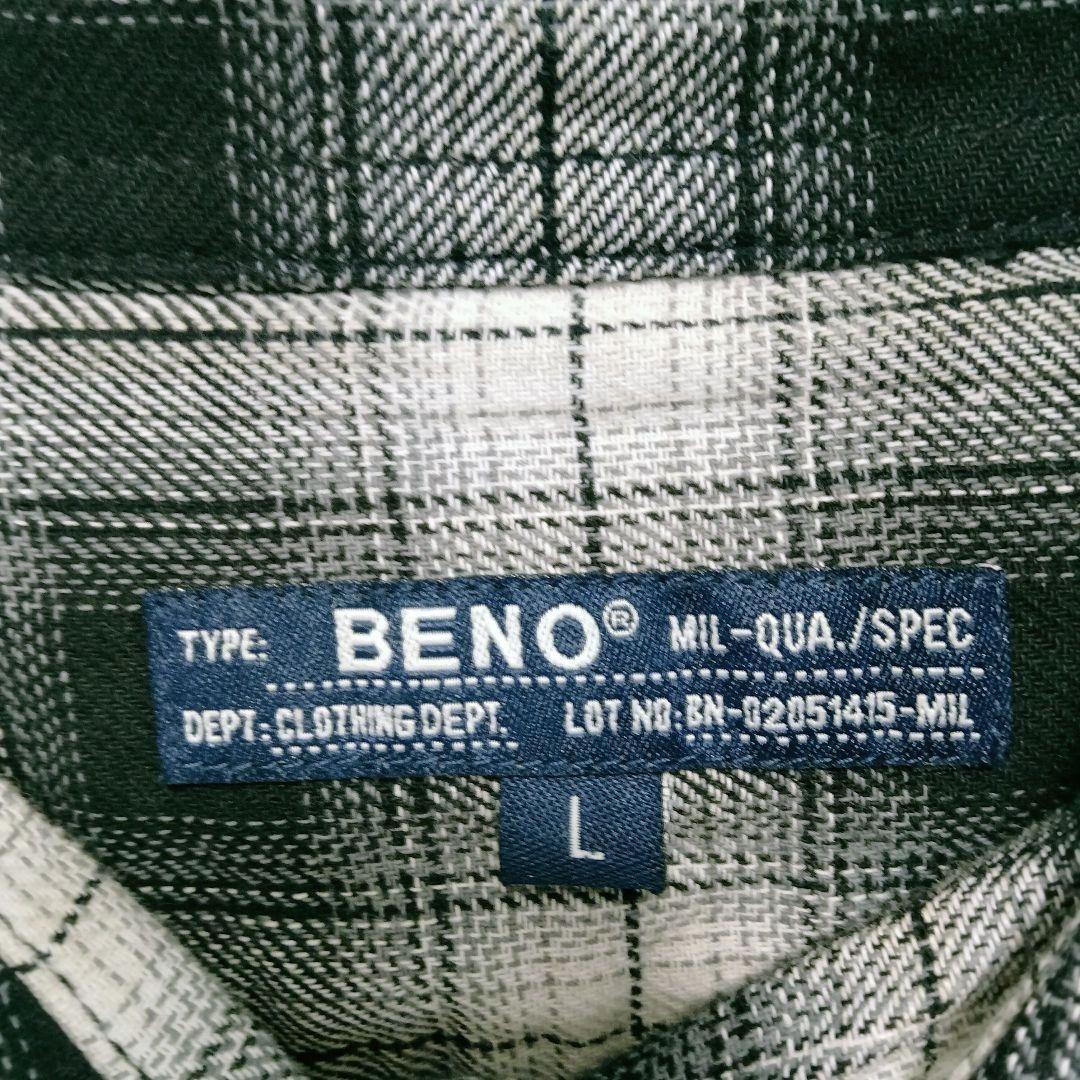 TYPE: BENO® MIL-QUA./SPEC
DEPT: CLOTHING DEPT. LOT NO: BN-02051415-MIL
L